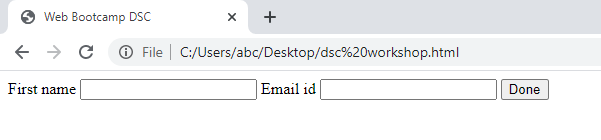 Web Bootcamp DSC
File C:/Users/abc/Desktop/dsc%20workshop.html
First name Email id Done